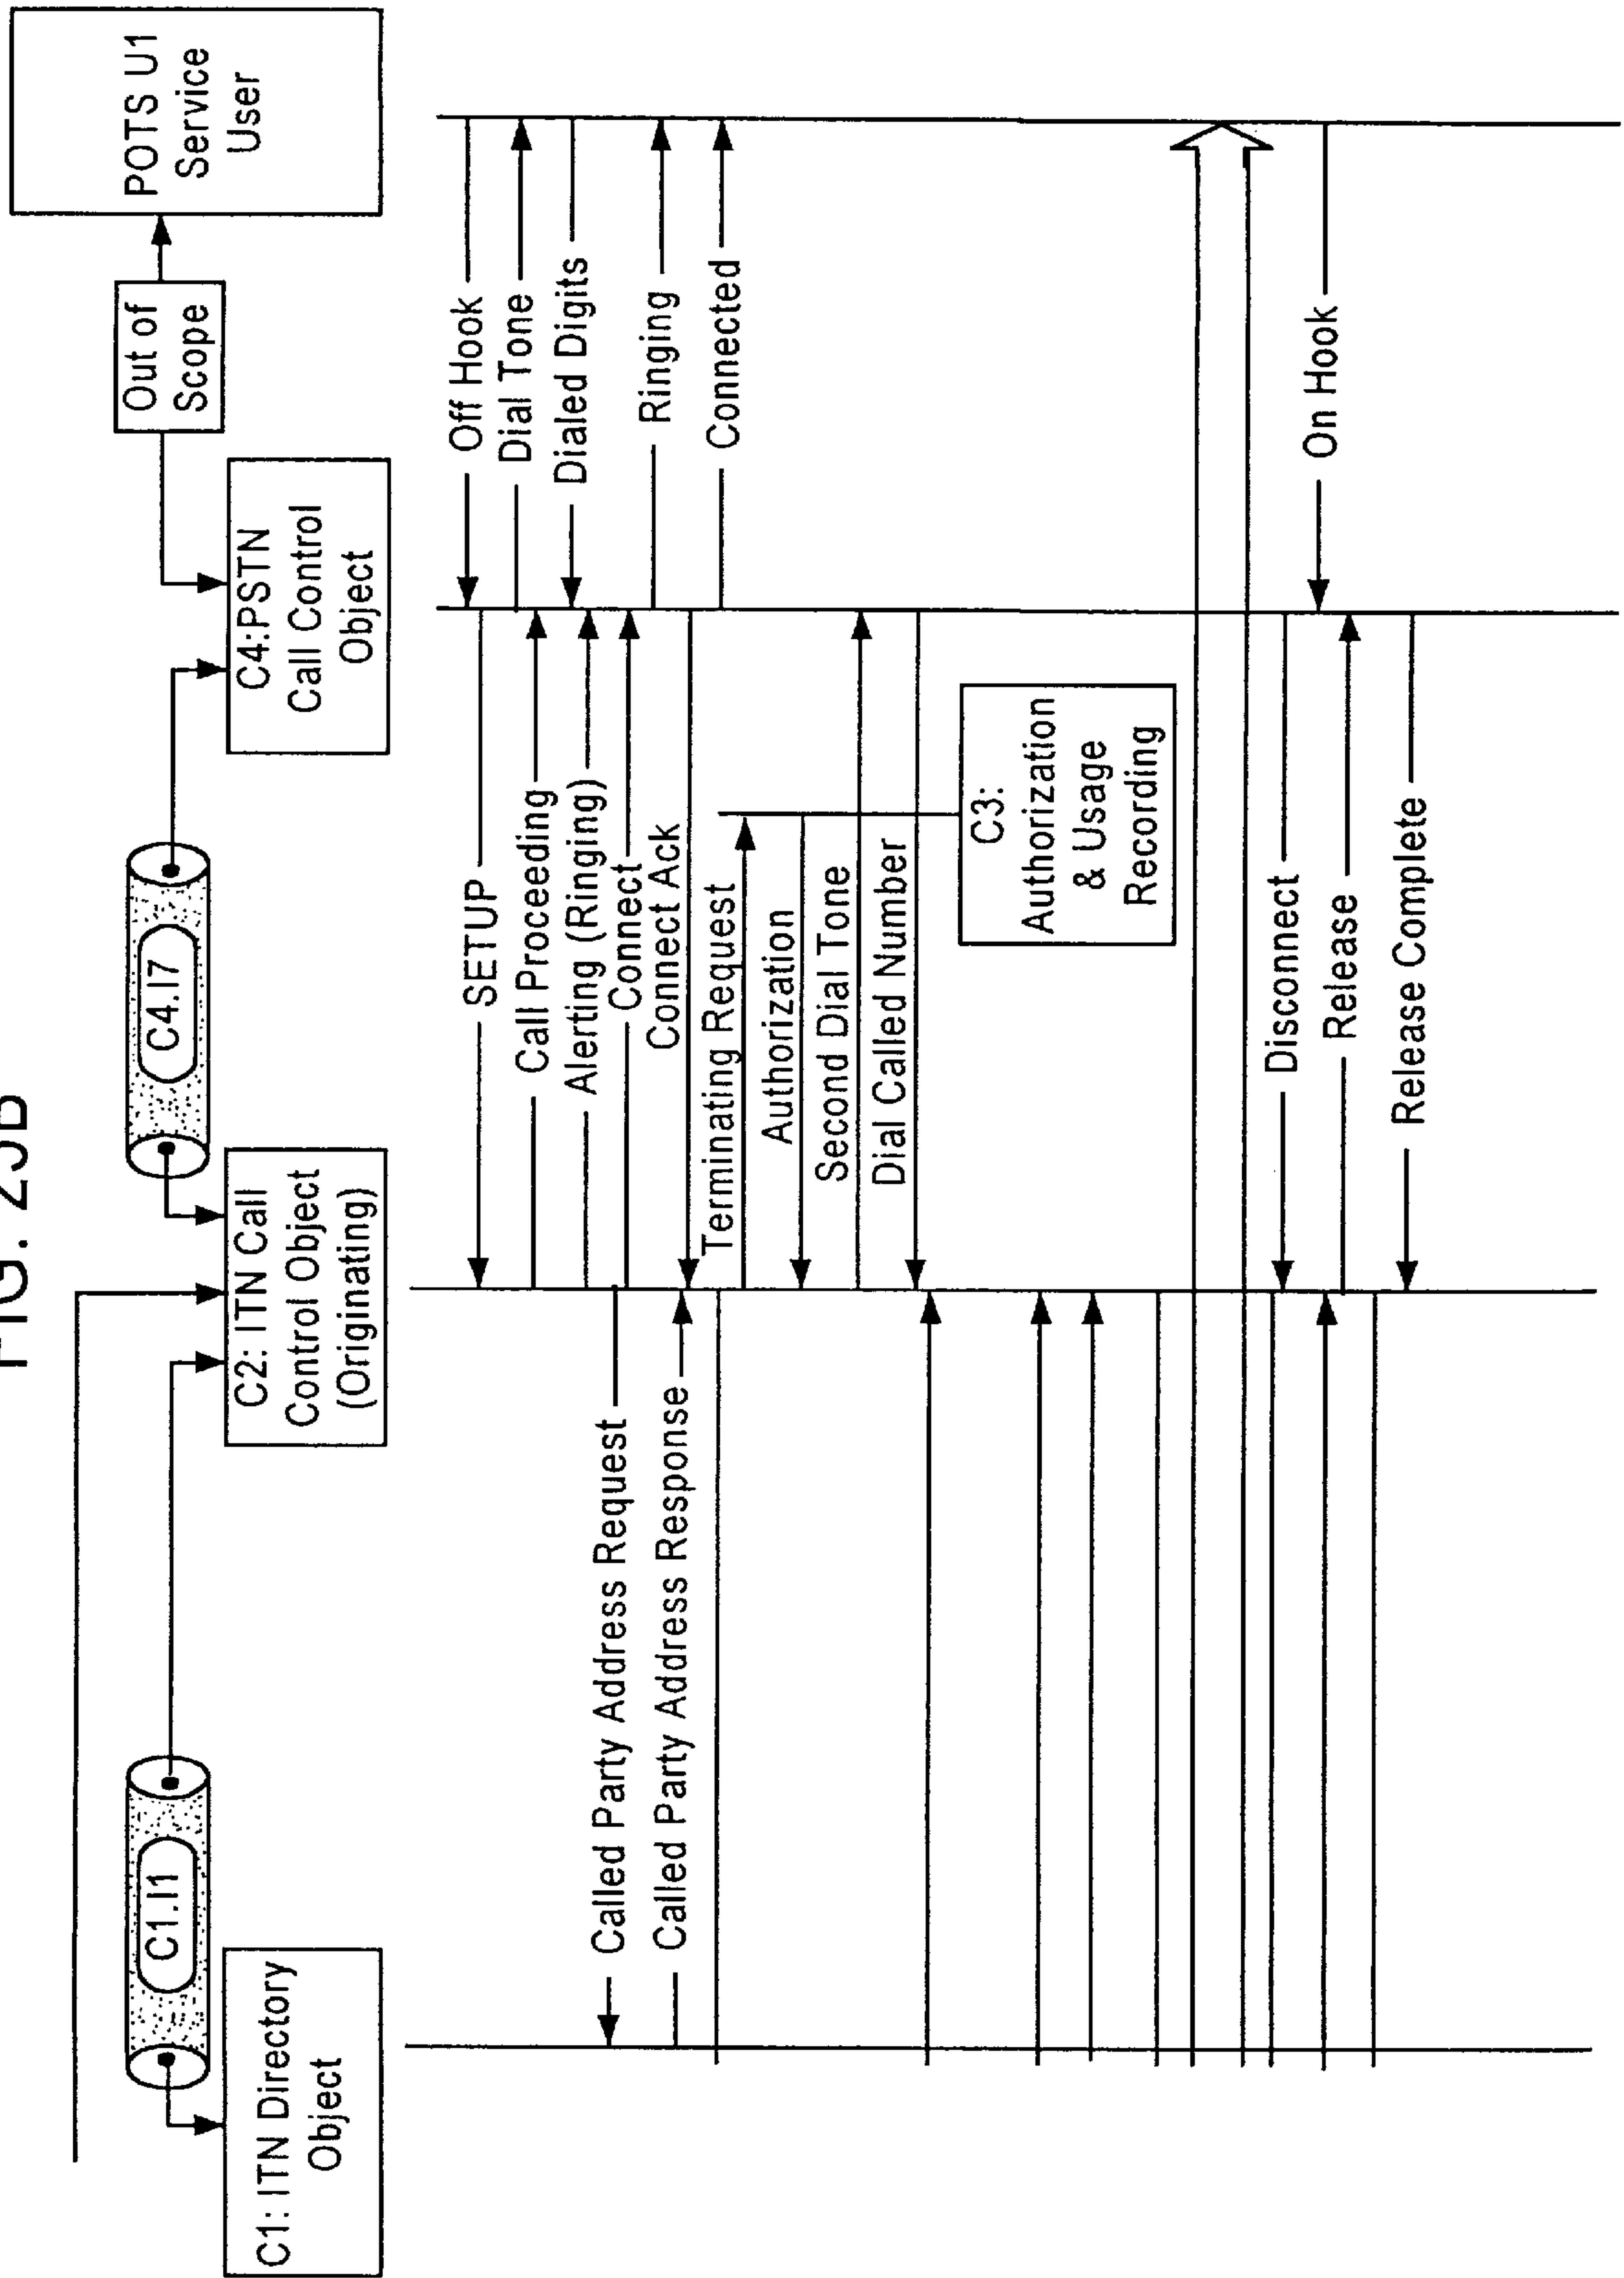 FIG. 25B
C1: ITN Directory
Object
C1.I1
C2: ITN Call
Control Object
(Originating)
C4.I7
C4:PSTN
Call Control
Object
Out of
Scope
POTS U1
Service
User
Off Hook
SETUP
Dial Tone
Call Proceeding
Dialed Digits
Alerting (Ringing)
Called Party Address Request
Connect
Ringing
Called Party Address Response
Connect Ack
Connected
Terminating Request
Authorization
Second Dial Tone
Dial Called Number
C3:
Authorization
& Usage
Recording
Disconnect
On Hook
Release
Release Complete